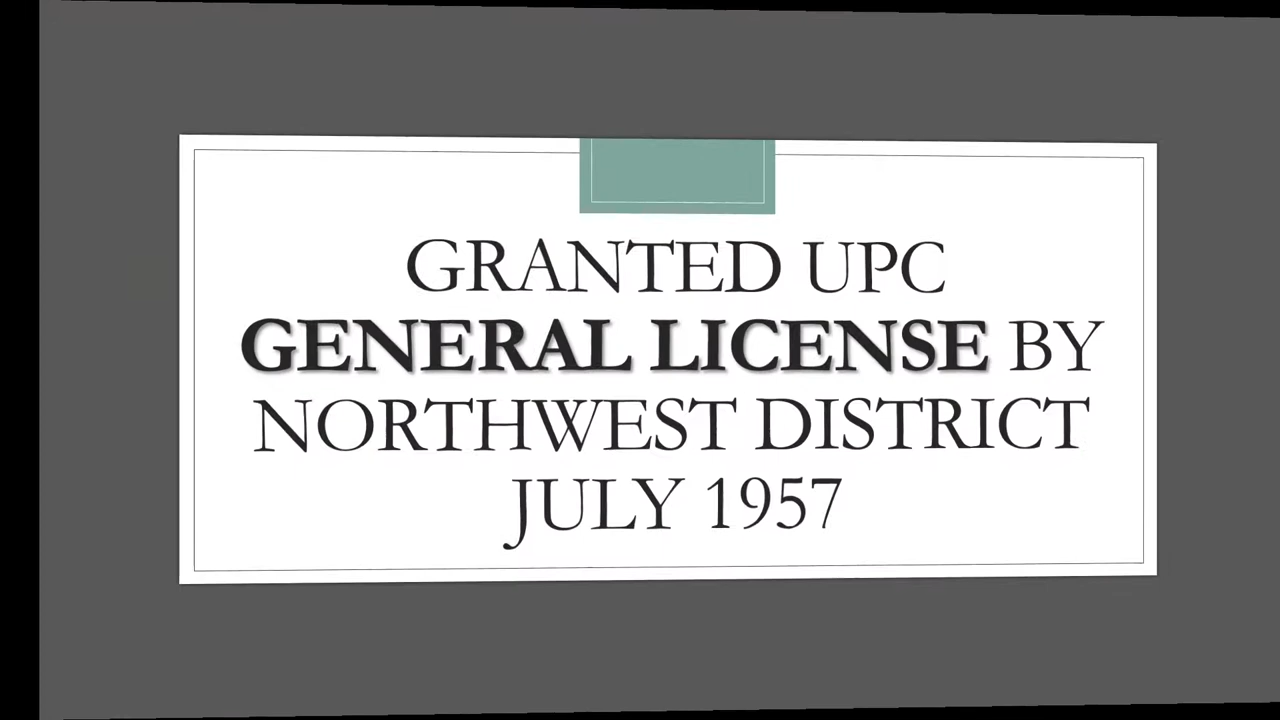 GRANTED UPC
GENERAL LICENSE BY
NORTHWEST DISTRICT
JULY 1957